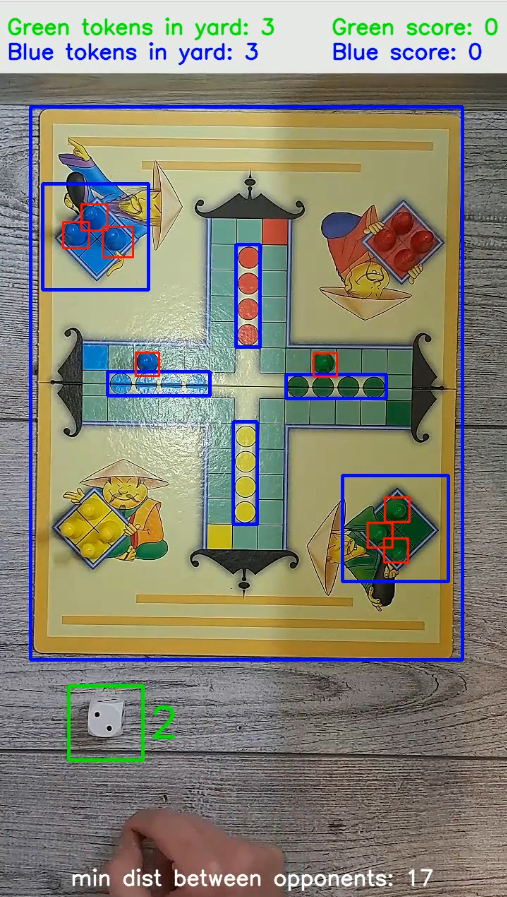 Green tokens in yard: 3 Green score: 0
Blue tokens in yard: 3 Blue score: 0
2
min dist between opponents: 17